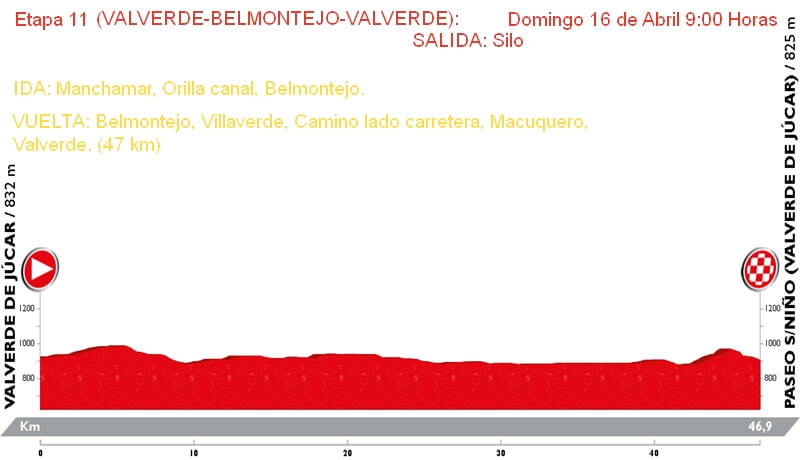 Etapa 11 (VALVERDE-BELMONTEJO-VALVERDE): Domingo 16 de Abril 9:00 Horas
SALIDA: Silo
IDA: Manchamar, Orilla canal, Belmontejo.
VUELTA: Belmontejo, Villaverde, Camino lado carretera, Macuquero,
Valverde. (47 km)
VALVERDE DE JÚCAR / 832 m
PASEO S/NIÑO (VALVERDE DE JÚCAR) / 825 m
1200 1200
1000 1000
800 800
Km 46,9
0 10 20 30 40